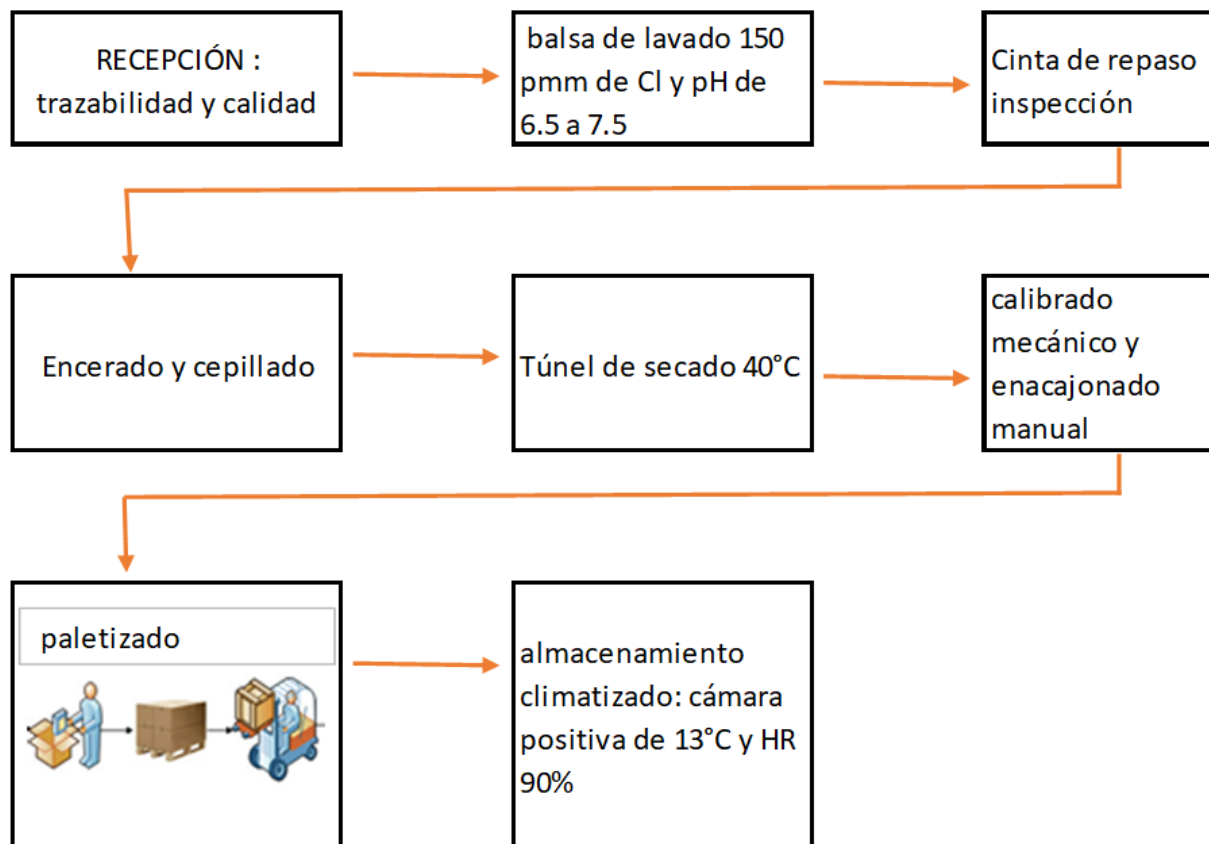 RECEPCIÓN :
trazabilidad y calidad
balsa de lavado 150
pmm de Cl y pH de
6.5 a 7.5
Cinta de repaso
inspección
Encerado y cepillado
Túnel de secado 40°C
calibrado
mecánico y
enacajonado
manual
paletizado
almacenamiento
climatizado: cámara
positiva de 13°C y HR
90%